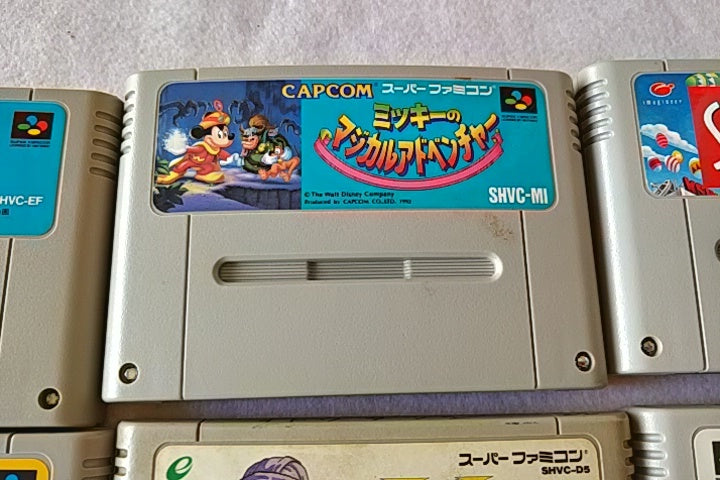 CAPCOM スーパーファミコン
ミッキーの
マジカルアドベンチャー
© The Walt Disney Company
Produced by CAPCOM CO.,LTD. 1992
SHVC-MI
SHVC-EF
imagineer
スーパーファミコン
SHVC-D5